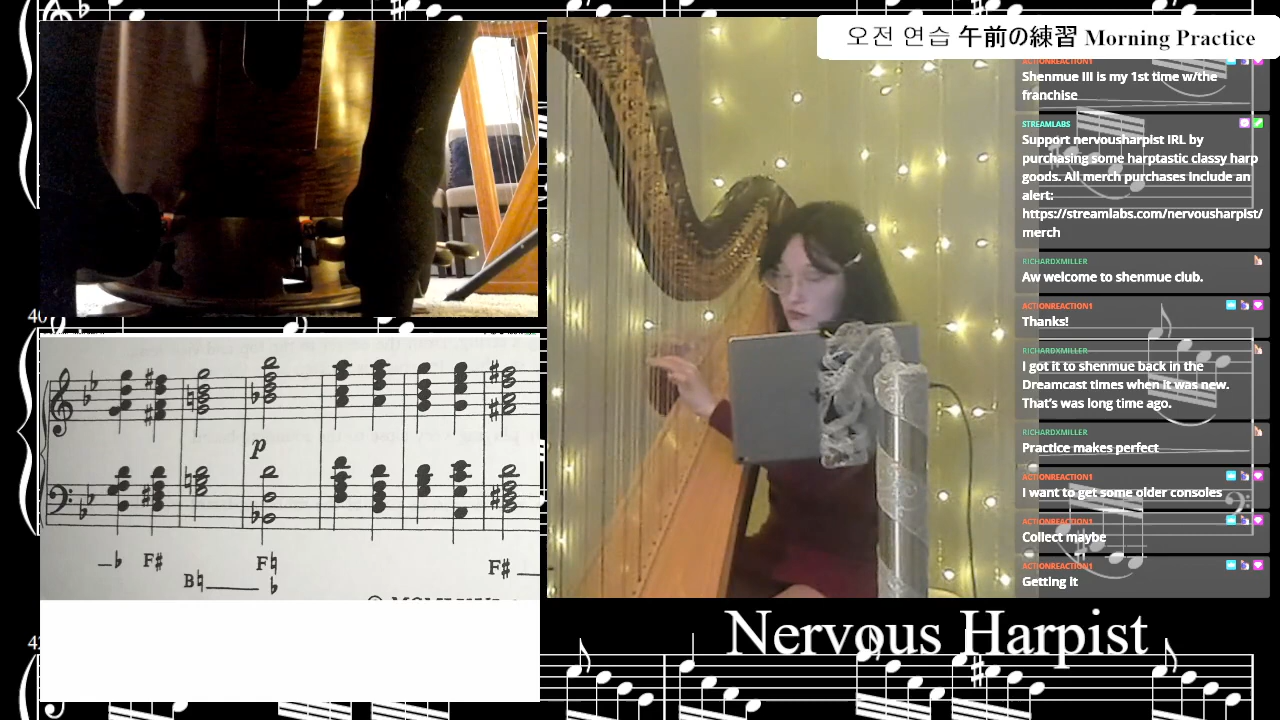 오전 연습 午前の練習 Morning Practice
ACTIONREACTION1
Shenmue III is my 1st time w/the
franchise
STREAMLABS
Support nervousharpist IRL by
purchasing some harptastic classy harp
goods. All merch purchases include an
alert:
https://streamlabs.com/nervousharpist/
merch
RICHARDXMILLER
Aw welcome to shenmue club.
ACTIONREACTION1
Thanks!
RICHARDXMILLER
I got it to shenmue back in the
Dreamcast times when it was new.
That's was long time ago.
RICHARDXMILLER
Practice makes perfect
ACTIONREACTION1
I want to get some older consoles
ACTIONREACTION1
Collect maybe
ACTIONREACTION1
Getting it
p
♭ F# F♮ F#
B♮ ♭
Nervous Harpist